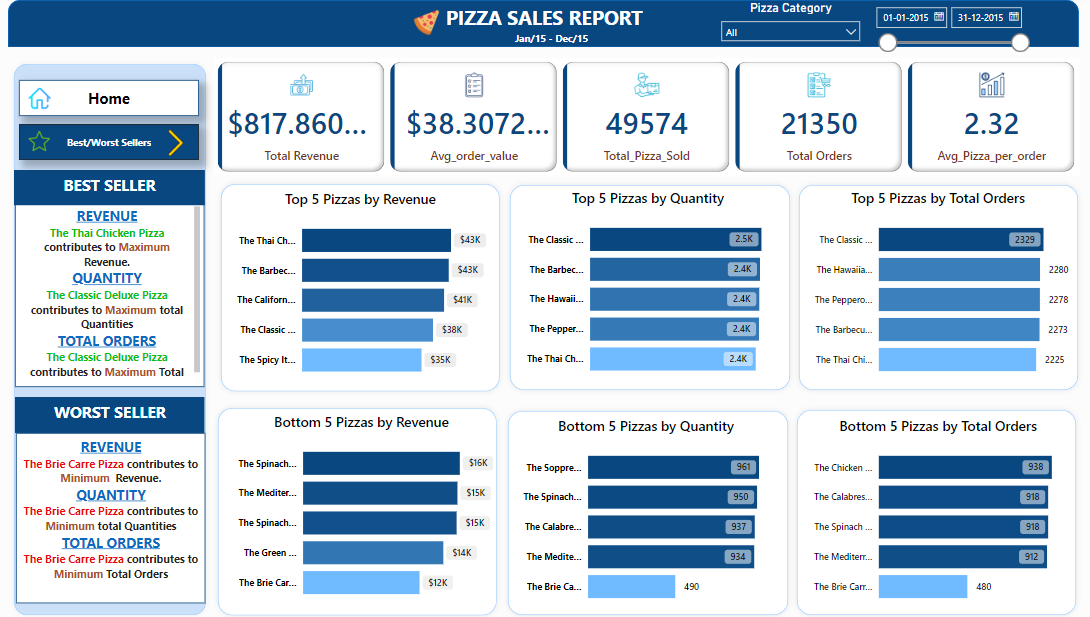 PIZZA SALES REPORT
Jan/15 - Dec/15
Pizza Category
All
01-01-2015
31-12-2015
Home
Best/Worst Sellers
BEST SELLER
REVENUE
The Thai Chicken Pizza
contributes to Maximum
Revenue.
QUANTITY
The Classic Deluxe Pizza
contributes to Maximum total
Quantities
TOTAL ORDERS
The Classic Deluxe Pizza
contributes to Maximum Total
WORST SELLER
REVENUE
The Brie Carre Pizza contributes to
Minimum Revenue.
QUANTITY
The Brie Carre Pizza contributes to
Minimum total Quantities
TOTAL ORDERS
The Brie Carre Pizza contributes to
Minimum Total Orders
$817.860...
Total Revenue
$38.3072...
Avg_order_value
49574
Total_Pizza_Sold
21350
Total Orders
2.32
Avg_Pizza_per_order
Top 5 Pizzas by Revenue
The Thai Ch... $43K
The Barbec... $43K
The Californ... $41K
The Classic ... $38K
The Spicy It... $35K
Top 5 Pizzas by Quantity
The Classic ... 2.5K
The Barbec... 2.4K
The Hawaii... 2.4K
The Pepper... 2.4K
The Thai Ch... 2.4K
Top 5 Pizzas by Total Orders
The Classic ... 2329
The Hawaiia... 2280
The Peppero... 2278
The Barbecu... 2273
The Thai Chi... 2225
Bottom 5 Pizzas by Revenue
The Spinach... $16K
The Mediter... $15K
The Spinach... $15K
The Green ... $14K
The Brie Car... $12K
Bottom 5 Pizzas by Quantity
The Soppre... 961
The Spinach... 950
The Calabre... 937
The Medite... 934
The Brie Ca... 490
Bottom 5 Pizzas by Total Orders
The Chicken ... 938
The Calabres... 918
The Spinach ... 918
The Mediterr... 912
The Brie Carr... 480